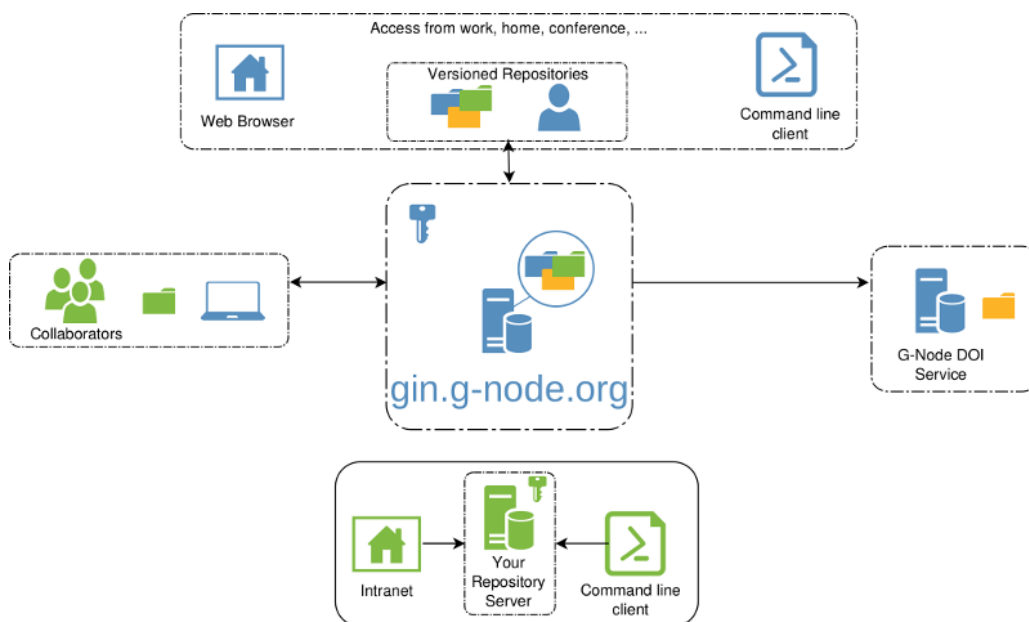 Access from work, home, conference, ...
Versioned Repositories
Web Browser
Command line
client
Collaborators
gin.g-node.org
G-Node DOI
Service
Intranet
Your
Repository
Server
Command line
client